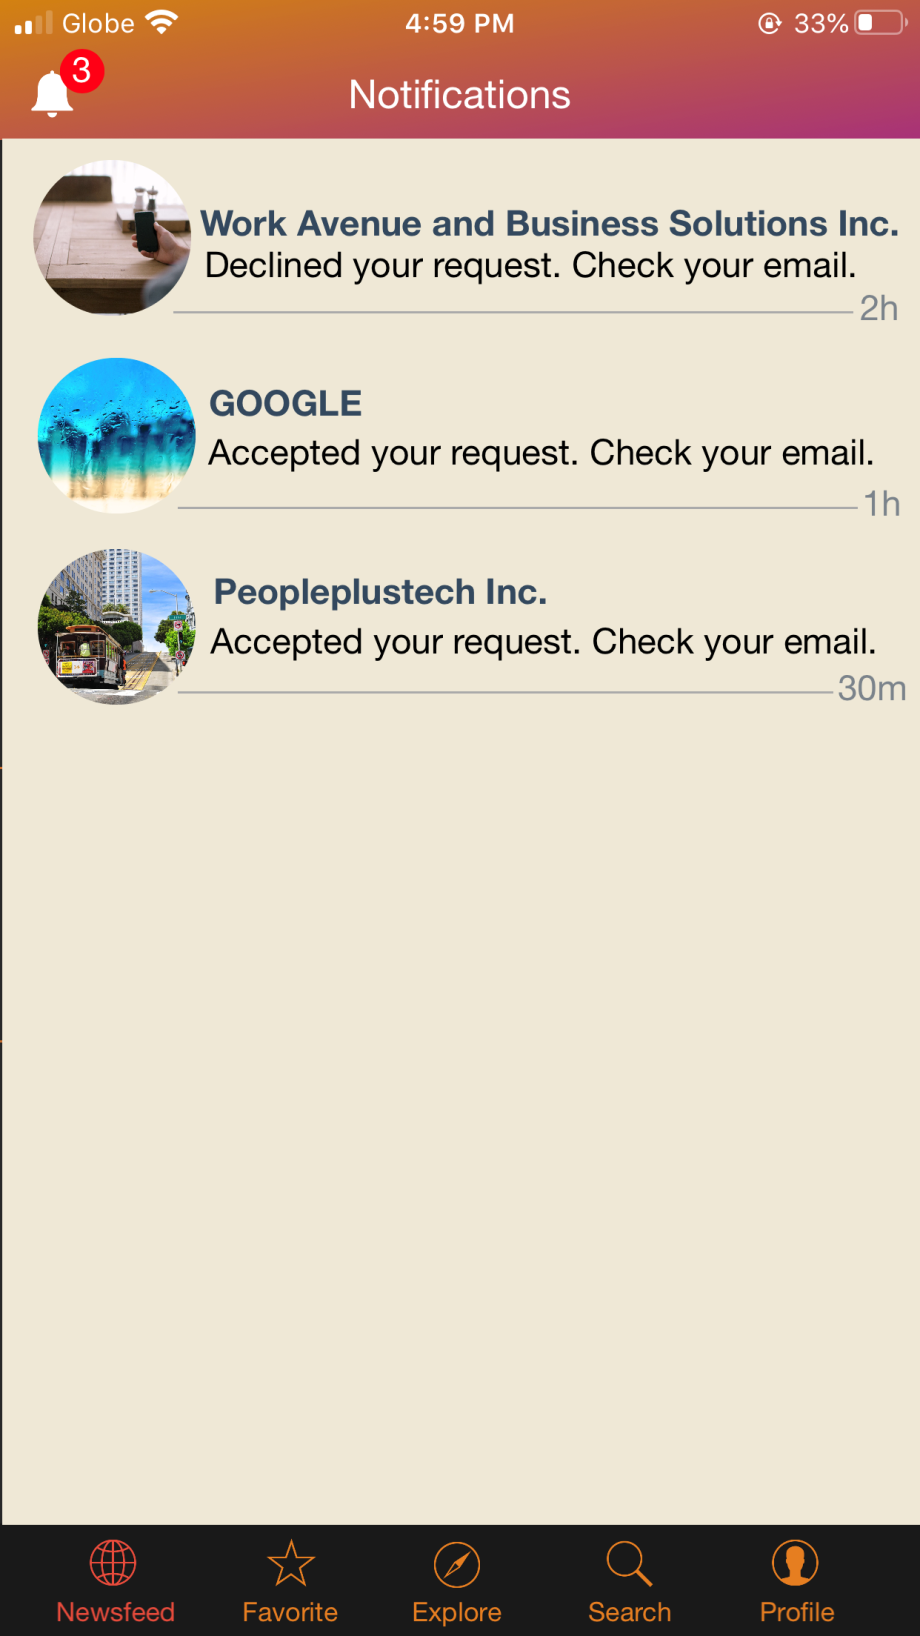 Globe 4:59 PM 33%
3
Notifications
Work Avenue and Business Solutions Inc.
Declined your request. Check your email.
2h
GOOGLE
Accepted your request. Check your email.
1h
Peopleplustech Inc.
Accepted your request. Check your email.
30m
Newsfeed Favorite Explore Search Profile